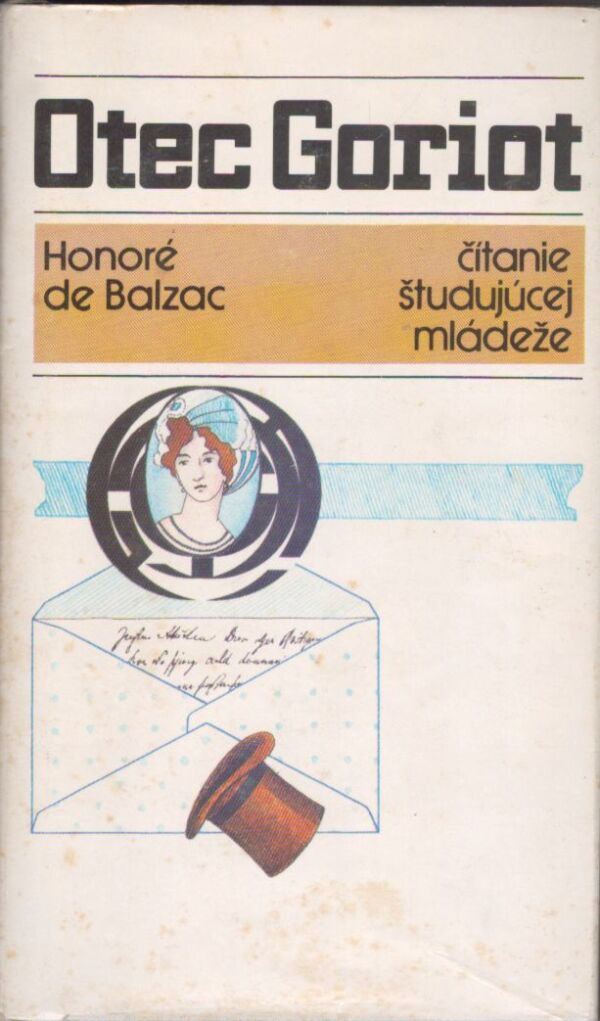 Otec Goriot
Honoré
de Balzac
čítanie
študujúcej
mládeže